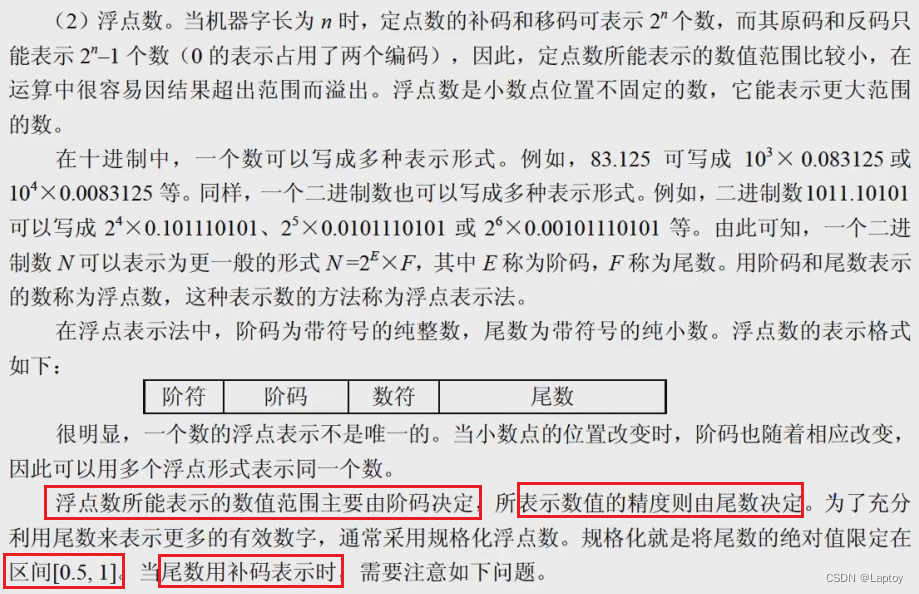 （2）浮点数。当机器字长为 n 时，定点数的补码和移码可表示 2ⁿ个数，而其原码和反码只
能表示 2ⁿ–1 个数（0 的表示占用了两个编码），因此，定点数所能表示的数值范围比较小，在
运算中很容易因结果超出范围而溢出。浮点数是小数点位置不固定的数，它能表示更大范围
的数。
在十进制中，一个数可以写成多种表示形式。例如，83.125 可写成 10³×0.083125 或
10⁴×0.0083125 等。同样，一个二进制数也可以写成多种表示形式。例如，二进制数 1011.10101
可以写成 2⁴×0.101110101、2⁵×0.0101110101 或 2⁶×0.00101110101 等。由此可知，一个二进
制数 N 可以表示为更一般的形式 N=2ᴱ×F，其中 E 称为阶码，F 称为尾数。用阶码和尾数表示
的数称为浮点数，这种表示数的方法称为浮点表示法。
在浮点表示法中，阶码为带符号的纯整数，尾数为带符号的纯小数。浮点数的表示格式
如下：
阶符 阶码 数符 尾数
很明显，一个数的浮点表示不是唯一的。当小数点的位置改变时，阶码也随着相应改变，
因此可以用多个浮点形式表示同一个数。
浮点数所能表示的数值范围主要由阶码决定，所表示数值的精度则由尾数决定。为了充分
利用尾数来表示更多的有效数字，通常采用规格化浮点数。规格化就是将尾数的绝对值限定在
区间[0.5, 1]。当尾数用补码表示时，需要注意如下问题。
CSDN @Laptoy